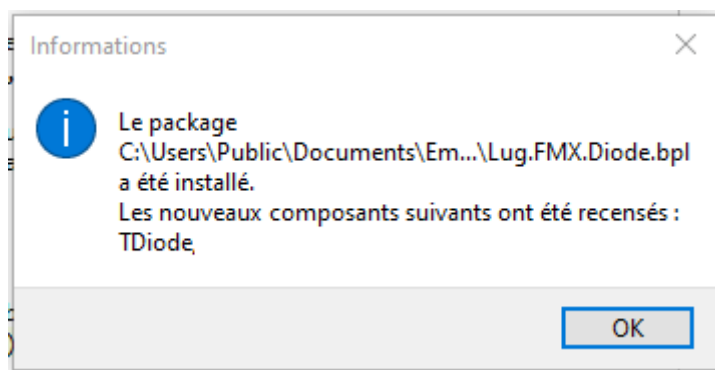 Informations
Le package
C:\Users\Public\Documents\Em...\Lug.FMX.Diode.bpl
a été installé.
Les nouveaux composants suivants ont été recensés :
TDiode,
OK